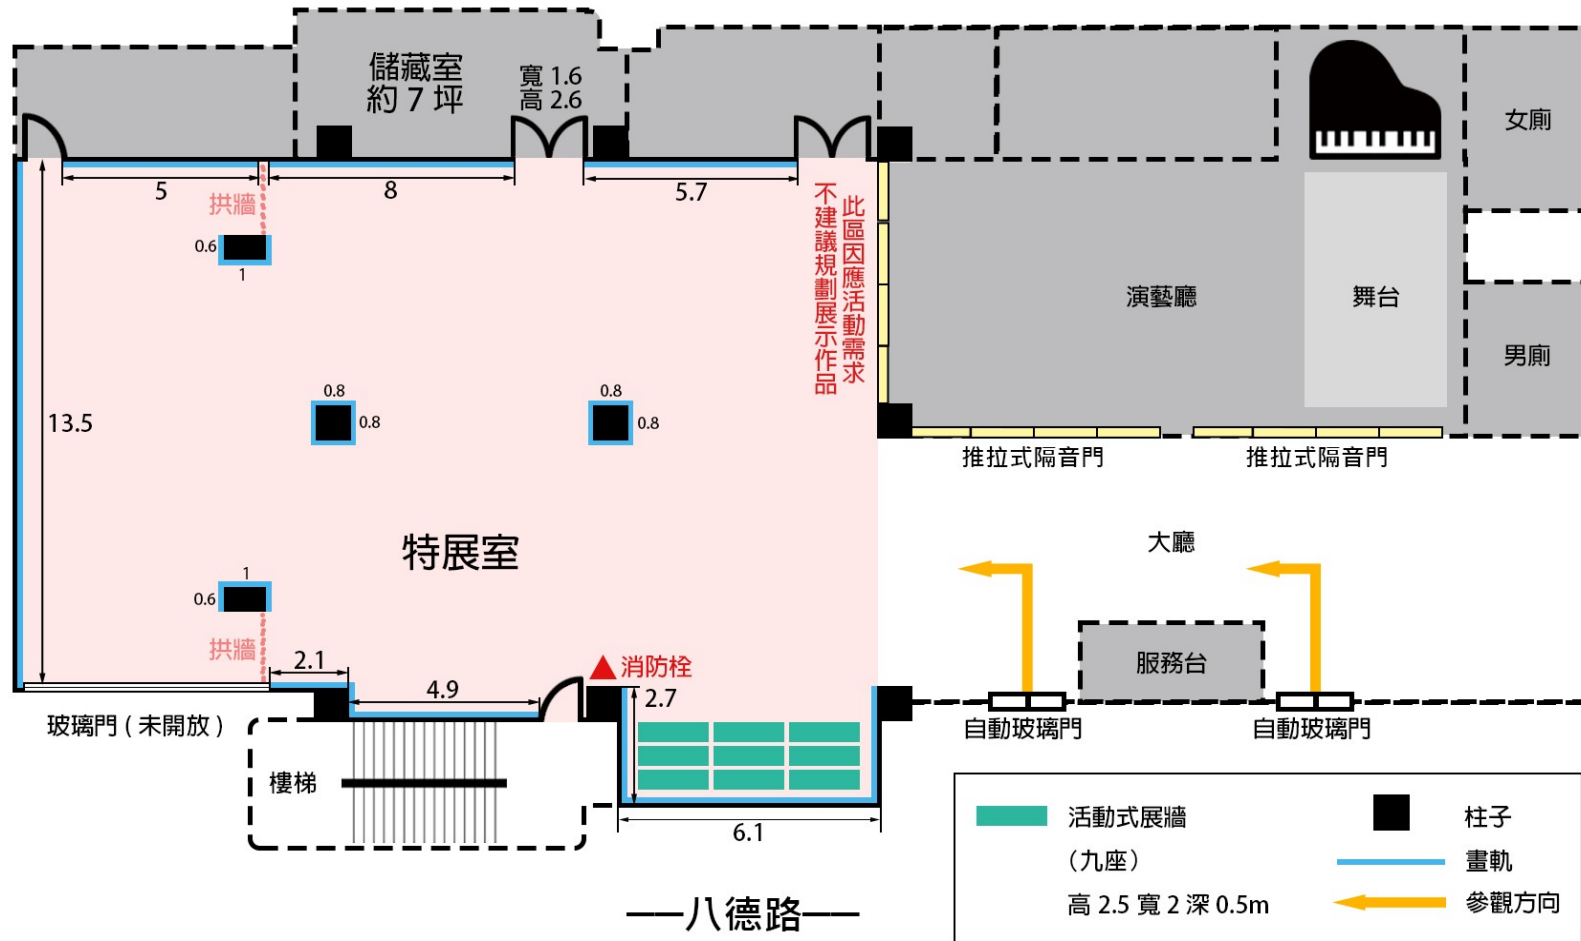 儲藏室
約 7 坪
寬 1.6
高 2.6
女廁
5
8
5.7
拱牆
0.6
1
此區因應活動需求
不建議規劃展示作品
演藝廳
舞台
男廁
0.8
0.8
0.8
0.8
13.5
推拉式隔音門
推拉式隔音門
特展室
大廳
1
0.6
拱牆
2.1
消防栓
服務台
4.9
2.7
玻璃門 ( 未開放 )
自動玻璃門
自動玻璃門
樓梯
6.1
活動式展牆
(九座)
高 2.5 寬 2 深 0.5m
柱子
畫軌
參觀方向
──八德路──